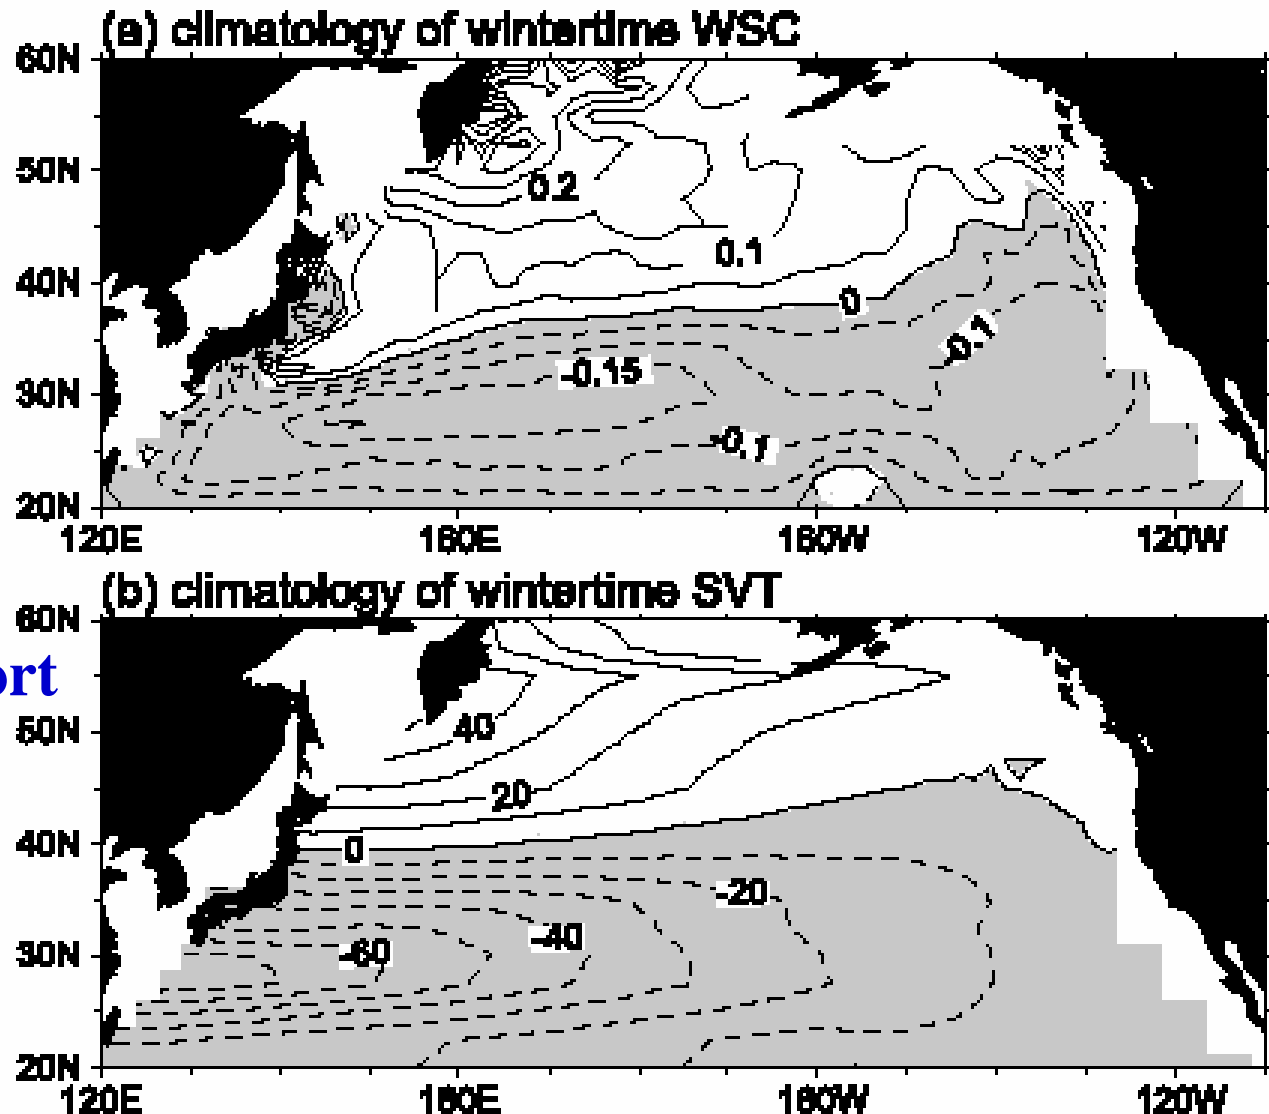 (a) climatology of wintertime WSC
60N
50N
0.2
0.1
40N
0
-0.1
-0.15
30N
-0.1
20N
120E 160E 160W 120W
(b) climatology of wintertime SVT
60N
ort
50N
40
20
40N
0
-20
-40
30N
-60
20N
120E 160E 160W 120W